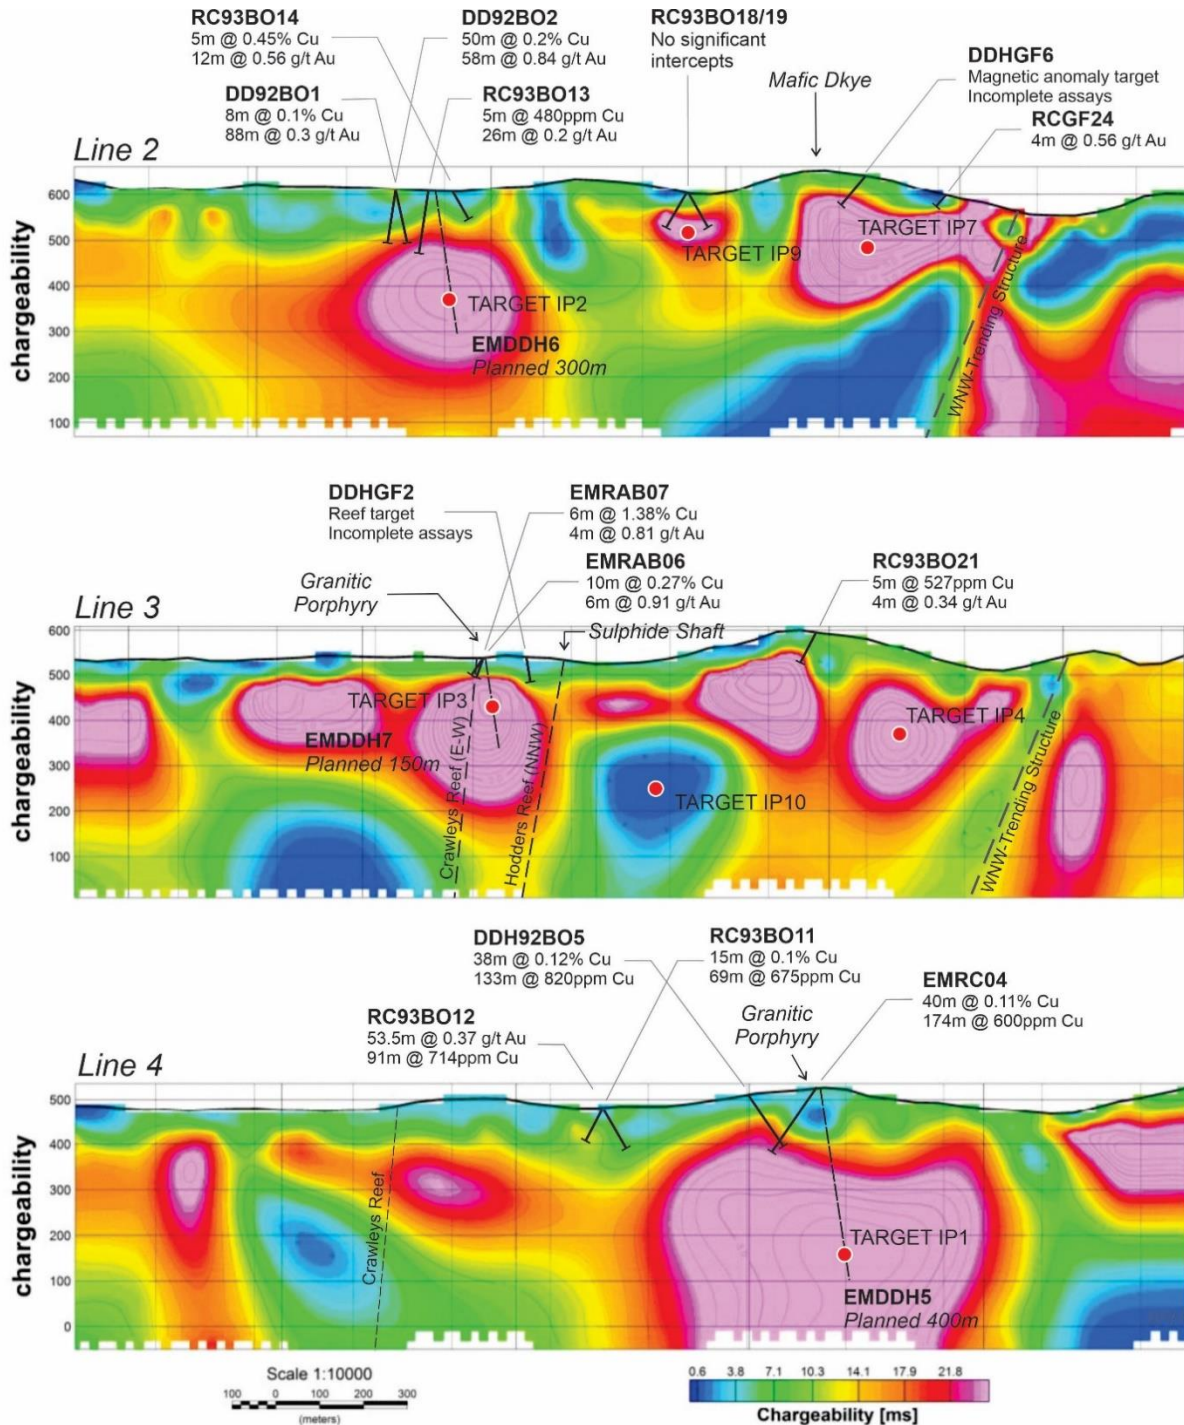 RC93BO14
5m @ 0.45% Cu
12m @ 0.56 g/t Au
DD92BO2
50m @ 0.2% Cu
58m @ 0.84 g/t Au
RC93BO18/19
No significant
intercepts
Mafic Dkye
DDHGF6
Magnetic anomaly target
Incomplete assays
DD92BO1
8m @ 0.1% Cu
88m @ 0.3 g/t Au
RC93BO13
5m @ 480ppm Cu
26m @ 0.2 g/t Au
RCGF24
4m @ 0.56 g/t Au
Line 2
chargeability
600
500
400
300
200
100
TARGET IP2
EMDDH6
Planned 300m
TARGET IP9
TARGET IP7
WNW-Trending Structure
DDHGF2
Reef target
Incomplete assays
EMRAB07
6m @ 1.38% Cu
4m @ 0.81 g/t Au
EMRAB06
10m @ 0.27% Cu
6m @ 0.91 g/t Au
RC93BO21
5m @ 527ppm Cu
4m @ 0.34 g/t Au
Granitic
Porphyry
Sulphide Shaft
Line 3
chargeability
600
500
400
300
200
100
TARGET IP3
EMDDH7
Planned 150m
Crawleys Reef (E-W)
Hodders Reef (NNW)
TARGET IP10
TARGET IP4
WNW-Trending Structure
DDH92BO5
38m @ 0.12% Cu
133m @ 820ppm Cu
RC93BO11
15m @ 0.1% Cu
69m @ 675ppm Cu
EMRC04
40m @ 0.11% Cu
174m @ 600ppm Cu
RC93BO12
53.5m @ 0.37 g/t Au
91m @ 714ppm Cu
Granitic
Porphyry
Line 4
chargeability
500
400
300
200
100
0
Crawleys Reef
TARGET IP1
EMDDH5
Planned 400m
Scale 1:10000
100 0 100 200 300
(meters)
0.6 3.8 7.1 10.3 14.1 17.9 21.8
Chargeability [ms]